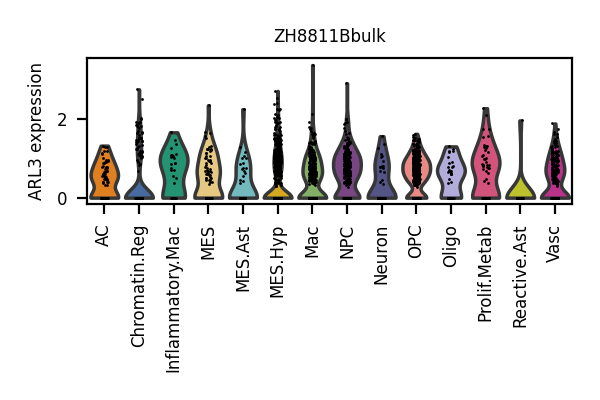 ZH8811Bbulk
ARL3 expression
2
0
AC
Chromatin.Reg
Inflammatory.Mac
MES
MES.Ast
MES.Hyp
Mac
NPC
Neuron
OPC
Oligo
Prolif.Metab
Reactive.Ast
Vasc